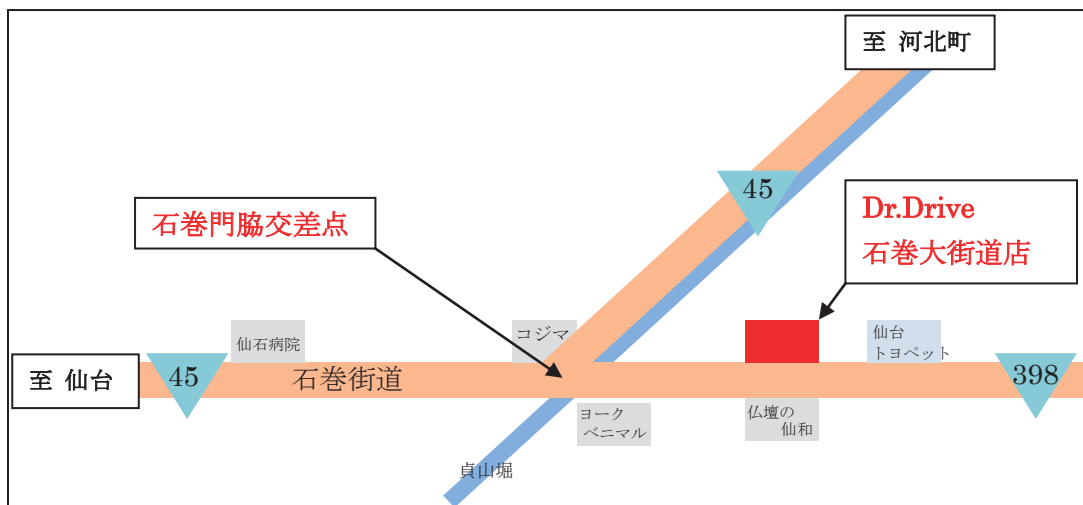 至 河北町
45
石巻門脇交差点
Dr.Drive
石巻大街道店
コジマ
仙石病院
仙台
トヨペット
至 仙台
45
石巻街道
398
ヨーク
ベニマル
仏壇の
仙和
貞山堀